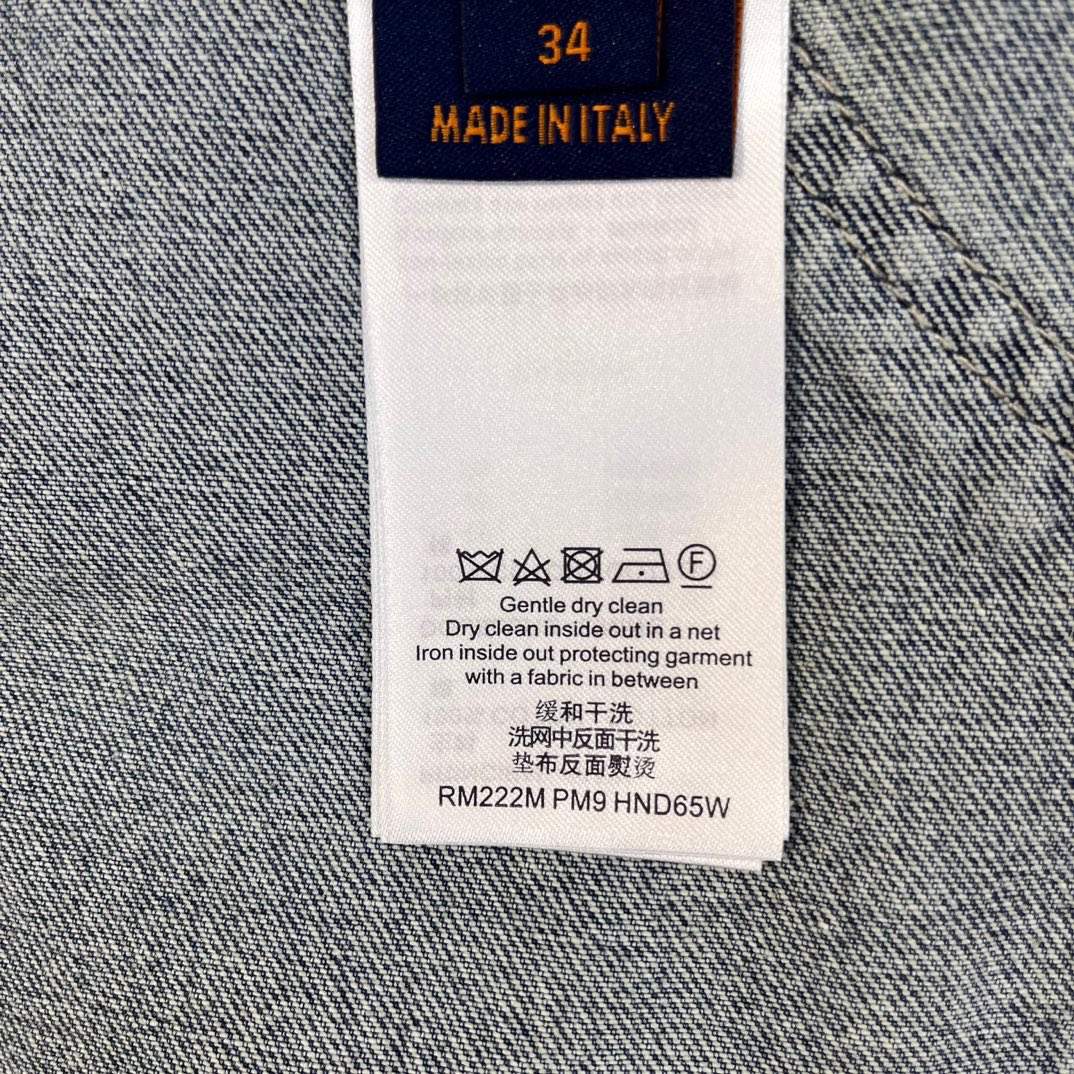 34
MADE IN ITALY
F
Gentle dry clean
Dry clean inside out in a net
Iron inside out protecting garment
with a fabric in between
缓和干洗
洗网中反面干洗
垫布反面熨烫
RM222M PM9 HND65W